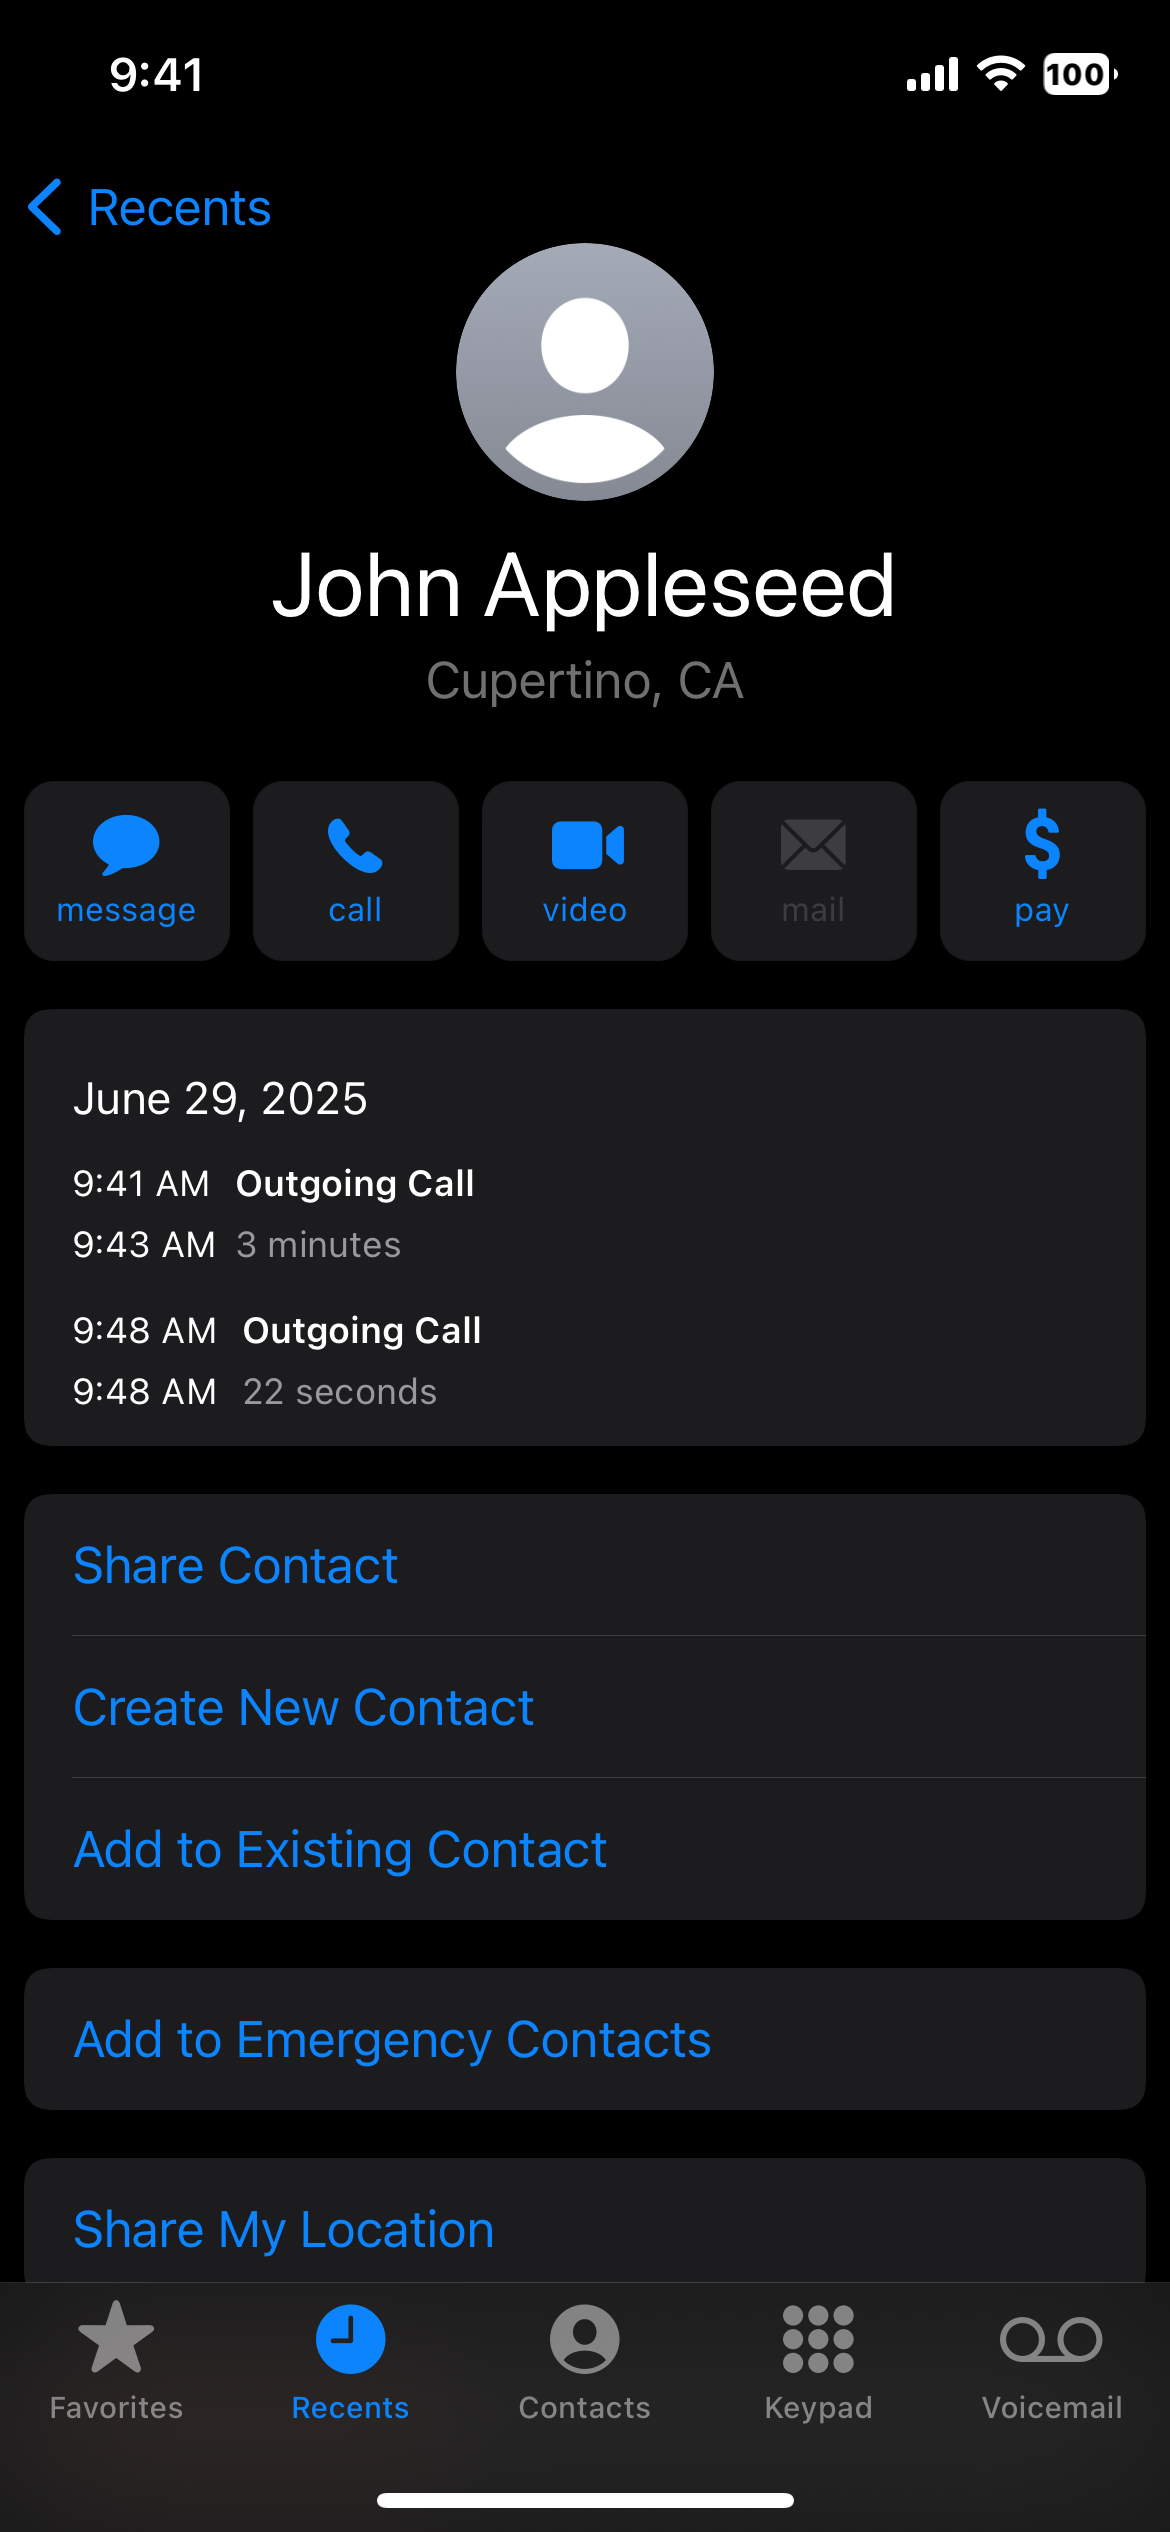 9:41
100
Recents
John Appleseed
Cupertino, CA
message call video mail pay
June 29, 2025
9:41 AM Outgoing Call
9:43 AM 3 minutes
9:48 AM Outgoing Call
9:48 AM 22 seconds
Share Contact
Create New Contact
Add to Existing Contact
Add to Emergency Contacts
Share My Location
Favorites Recents Contacts Keypad Voicemail